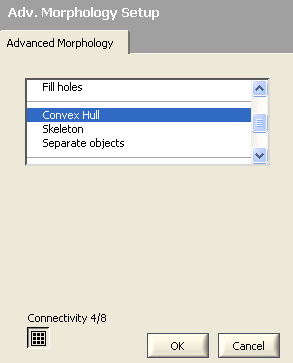 Adv. Morphology Setup
Advanced Morphology
Fill holes
Convex Hull
Skeleton
Separate objects
Connectivity 4/8
OK
Cancel